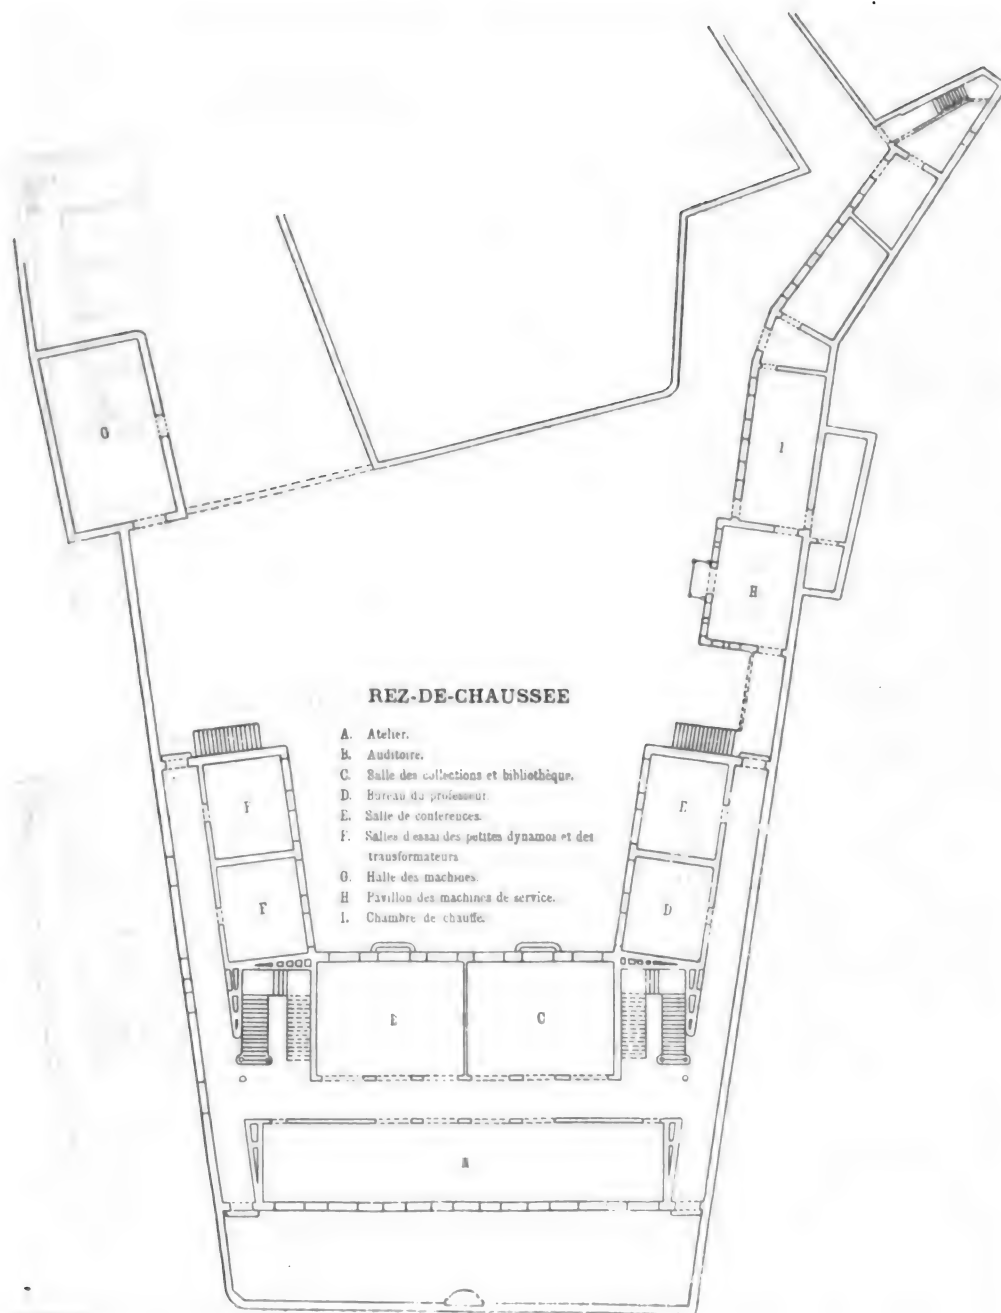 G
I
H
REZ-DE-CHAUSSEE
A. Atelier.
B. Auditoire.
C. Salle des collections et bibliothèque.
D. Bureau du professeur.
E. Salle de conferences.
F. Salles d'essai des petites dynamos et des
transformateurs
G. Halle des machines.
H Pavillon des machines de service.
I. Chambre de chauffe.
F
E
F
D
C
A